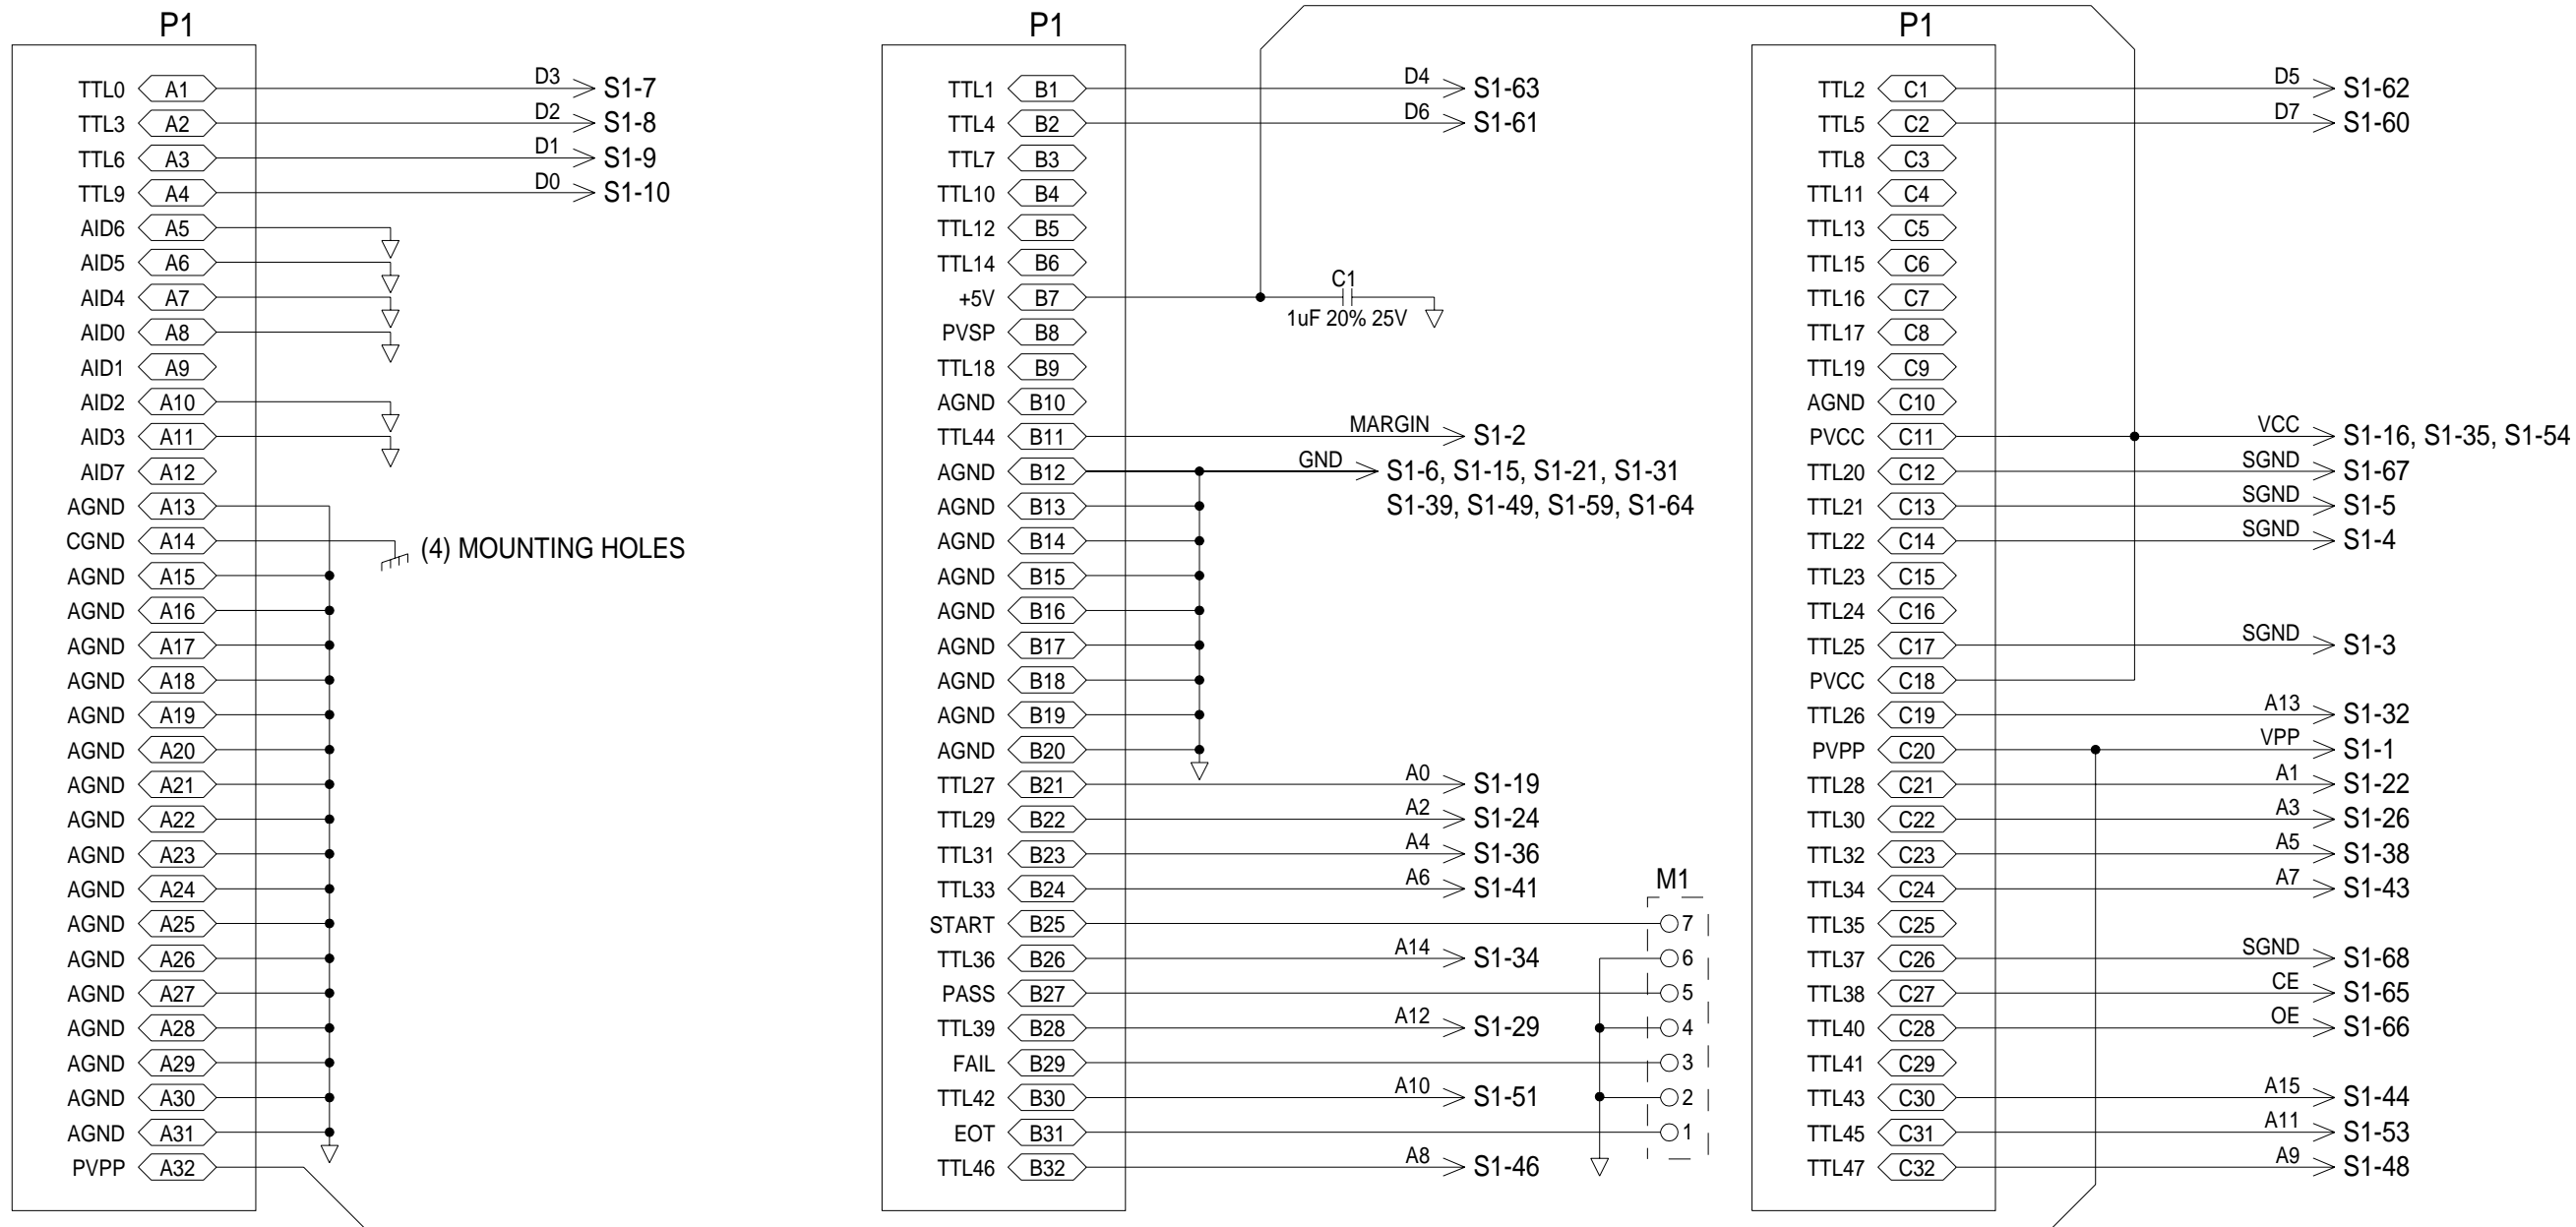 P1
TTL0 A1 D3 S1-7
TTL3 A2 D2 S1-8
TTL6 A3 D1 S1-9
TTL9 A4 D0 S1-10
AID6 A5
AID5 A6
AID4 A7
AID0 A8
AID1 A9
AID2 A10
AID3 A11
AID7 A12
AGND A13
CGND A14 (4) MOUNTING HOLES
AGND A15
AGND A16
AGND A17
AGND A18
AGND A19
AGND A20
AGND A21
AGND A22
AGND A23
AGND A24
AGND A25
AGND A26
AGND A27
AGND A28
AGND A29
AGND A30
AGND A31
PVPP A32
P1
TTL1 B1 D4 S1-63
TTL4 B2 D6 S1-61
TTL7 B3
TTL10 B4
TTL12 B5
TTL14 B6
C1
+5V B7
1uF 20% 25V
PVSP B8
TTL18 B9
AGND B10
TTL44 B11 MARGIN S1-2
AGND B12 GND S1-6, S1-15, S1-21, S1-31
AGND B13 S1-39, S1-49, S1-59, S1-64
AGND B14
AGND B15
AGND B16
AGND B17
AGND B18
AGND B19
AGND B20
TTL27 B21 A0 S1-19
TTL29 B22 A2 S1-24
TTL31 B23 A4 S1-36
TTL33 B24 A6 S1-41
M1
START B25 7
TTL36 B26 A14 S1-34 6
PASS B27 5
TTL39 B28 A12 S1-29 4
FAIL B29 3
TTL42 B30 A10 S1-51 2
EOT B31 1
TTL46 B32 A8 S1-46
P1
TTL2 C1 D5 S1-62
TTL5 C2 D7 S1-60
TTL8 C3
TTL11 C4
TTL13 C5
TTL15 C6
TTL16 C7
TTL17 C8
TTL19 C9
AGND C10
PVCC C11 VCC S1-16, S1-35, S1-54
TTL20 C12 SGND S1-67
TTL21 C13 SGND S1-5
TTL22 C14 SGND S1-4
TTL23 C15
TTL24 C16
TTL25 C17 SGND S1-3
PVCC C18
TTL26 C19 A13 S1-32
PVPP C20 VPP S1-1
TTL28 C21 A1 S1-22
TTL30 C22 A3 S1-26
TTL32 C23 A5 S1-38
TTL34 C24 A7 S1-43
TTL35 C25
TTL37 C26 SGND S1-68
TTL38 C27 CE S1-65
TTL40 C28 OE S1-66
TTL41 C29
TTL43 C30 A15 S1-44
TTL45 C31 A11 S1-53
TTL47 C32 A9 S1-48